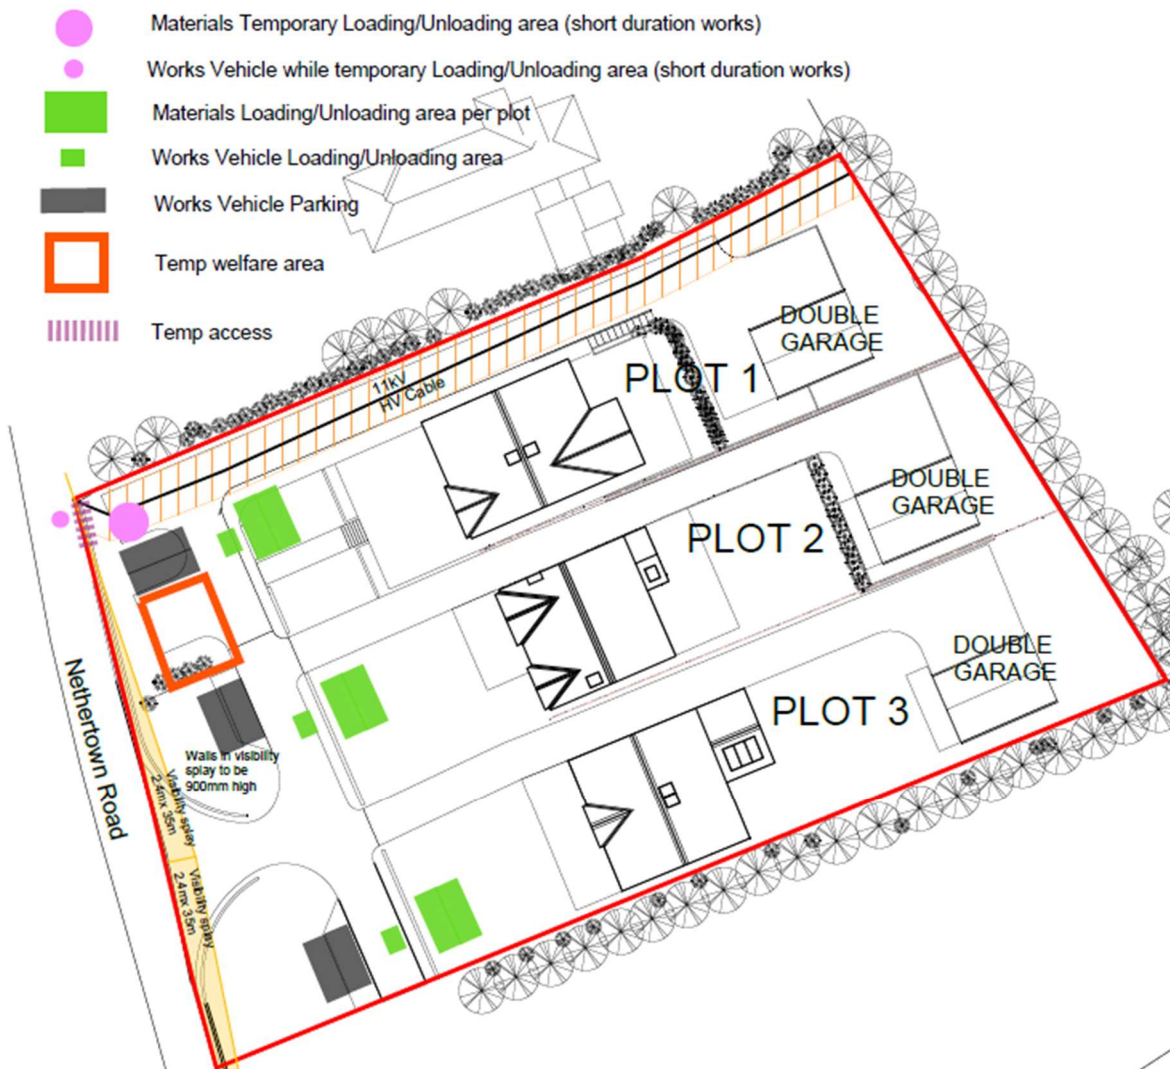 Materials Temporary Loading/Unloading area (short duration works)
Works Vehicle while temporary Loading/Unloading area (short duration works)
Materials Loading/Unloading area per plot
Works Vehicle Loading/Unloading area
Works Vehicle Parking
Temp welfare area
Temp access
11kV
HV Cable
PLOT 1
DOUBLE
GARAGE
PLOT 2
DOUBLE
GARAGE
PLOT 3
DOUBLE
GARAGE
Nethertown Road
Walls in visibility
splay to be
900mm high
Visibility splay
2.4mx 35m
Visibility splay
2.4mx 35m